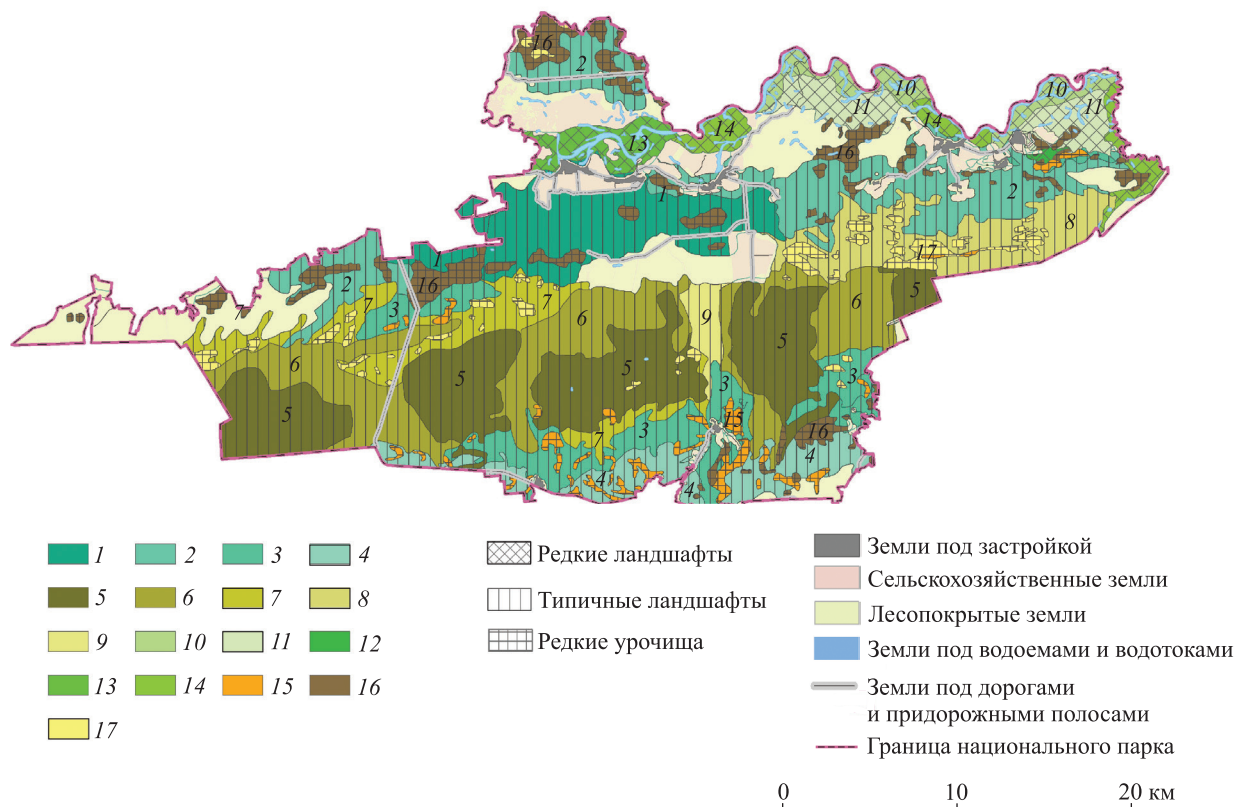 16
2
10
10
11
11
14
14
13
16
1
2
8
17
1
2
16
7
7
3
7
6
5
6
9
6
5
5
5
5
3
3
3
7
15
16
4
4
4
1 2 3 4
5 6 7 8
9 10 11 12
13 14 15 16
17
Редкие ландшафты
Типичные ландшафты
Редкие урочища
Земли под застройкой
Сельскохозяйственные земли
Лесопокрытые земли
Земли под водоемами и водотоками
Земли под дорогами
и придорожными полосами
Граница национального парка
0 10 20 км